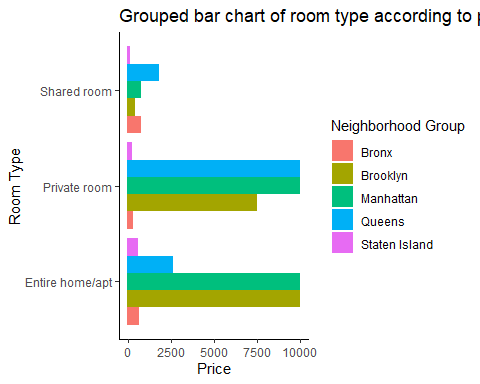 Grouped bar chart of room type according to
Room Type
Shared room
Private room
Entire home/apt
0 2500 5000 7500 10000
Price
Neighborhood Group
Bronx
Brooklyn
Manhattan
Queens
Staten Island